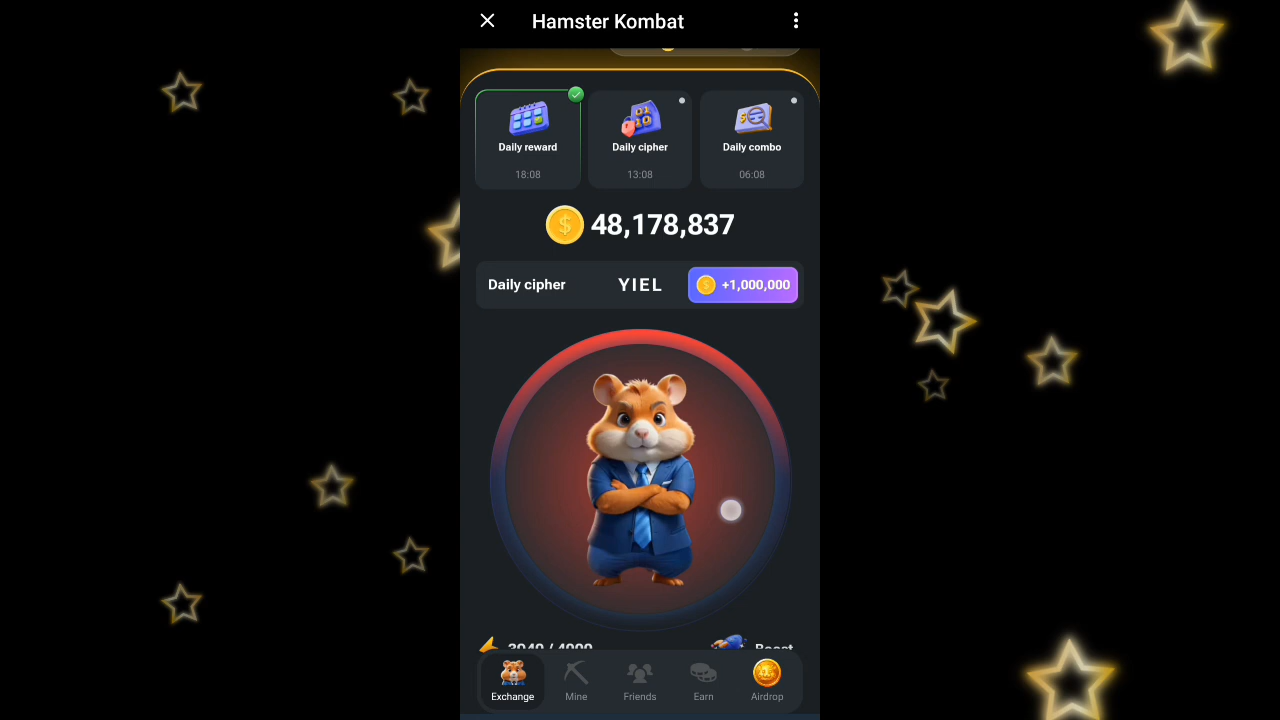 Hamster Kombat
Daily reward
18:08
Daily cipher
13:08
Daily combo
06:08
48,178,837
Daily cipher YIEL +1,000,000
Exchange Mine Friends Earn Airdrop